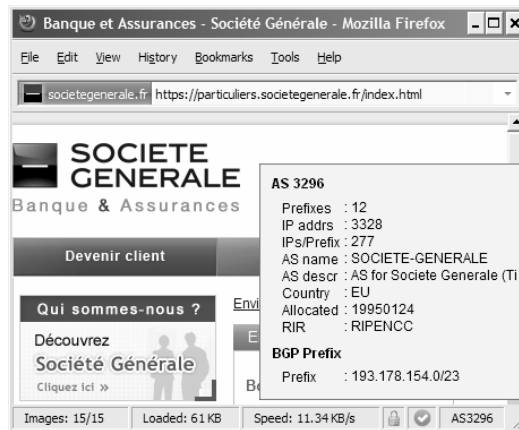 Banque et Assurances - Société Générale - Mozilla Firefox
File Edit View History Bookmarks Tools Help
societegenerale.fr https://particuliers.societegenerale.fr/index.html
SOCIETE
GENERALE
Banque & Assurances
Devenir client
Qui sommes-nous ?
Découvrez
Société Générale
Cliquez ici »
Envi
E
Bo
AS 3296
Prefixes : 12
IP addrs : 3328
IPs/Prefix : 277
AS name : SOCIETE-GENERALE
AS descr : AS for Societe Generale (Ti
Country : EU
Allocated : 19950124
RIR : RIPENCC
BGP Prefix
Prefix : 193.178.154.0/23
Images: 15/15 Loaded: 61 KB Speed: 11.34 KB/s AS3296